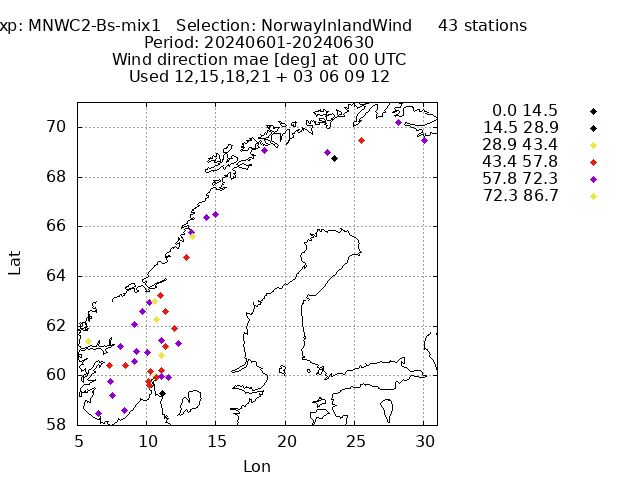 xp: MNWC2-Bs-mix1 Selection: NorwayInlandWind 43 stations
Period: 20240601-20240630
Wind direction mae [deg] at 00 UTC
Used 12,15,18,21 + 03 06 09 12
0.0 14.5
14.5 28.9
28.9 43.4
43.4 57.8
57.8 72.3
72.3 86.7
70
68
66
64
62
60
58
Lat
5 10 15 20 25 30
Lon